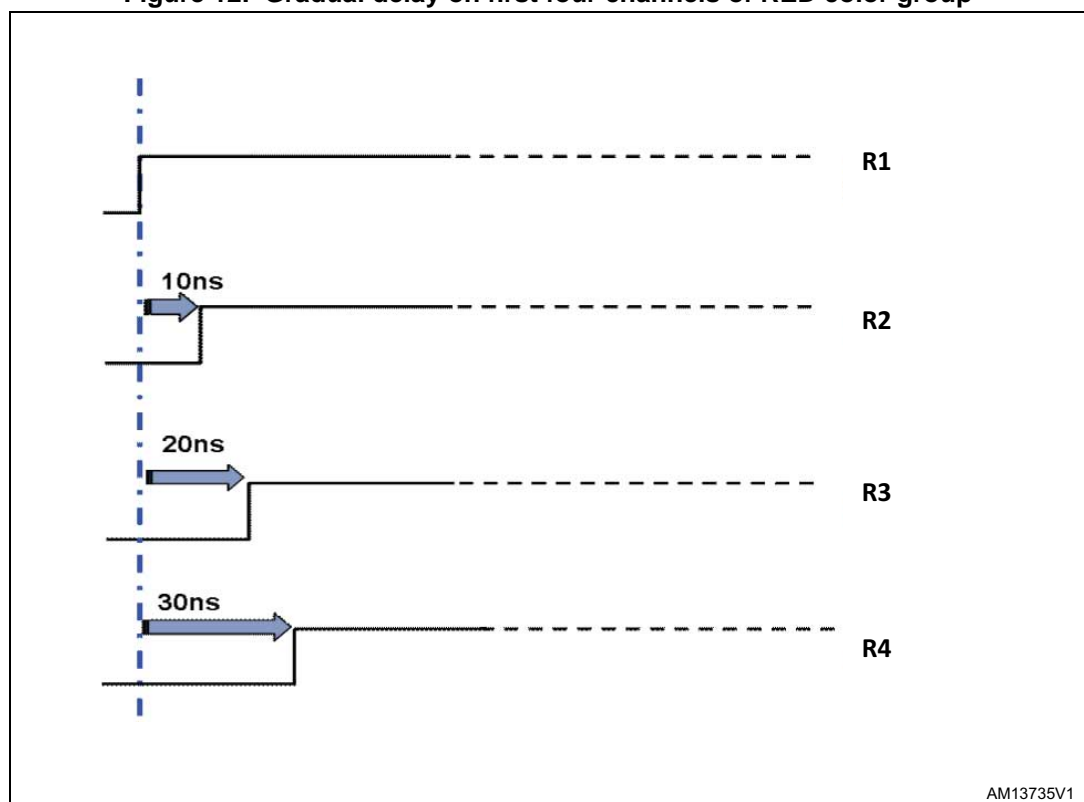 Figure 12. Gradual delay on first four channels of RED color group
R1
10ns
R2
20ns
R3
30ns
R4
AM13735V1